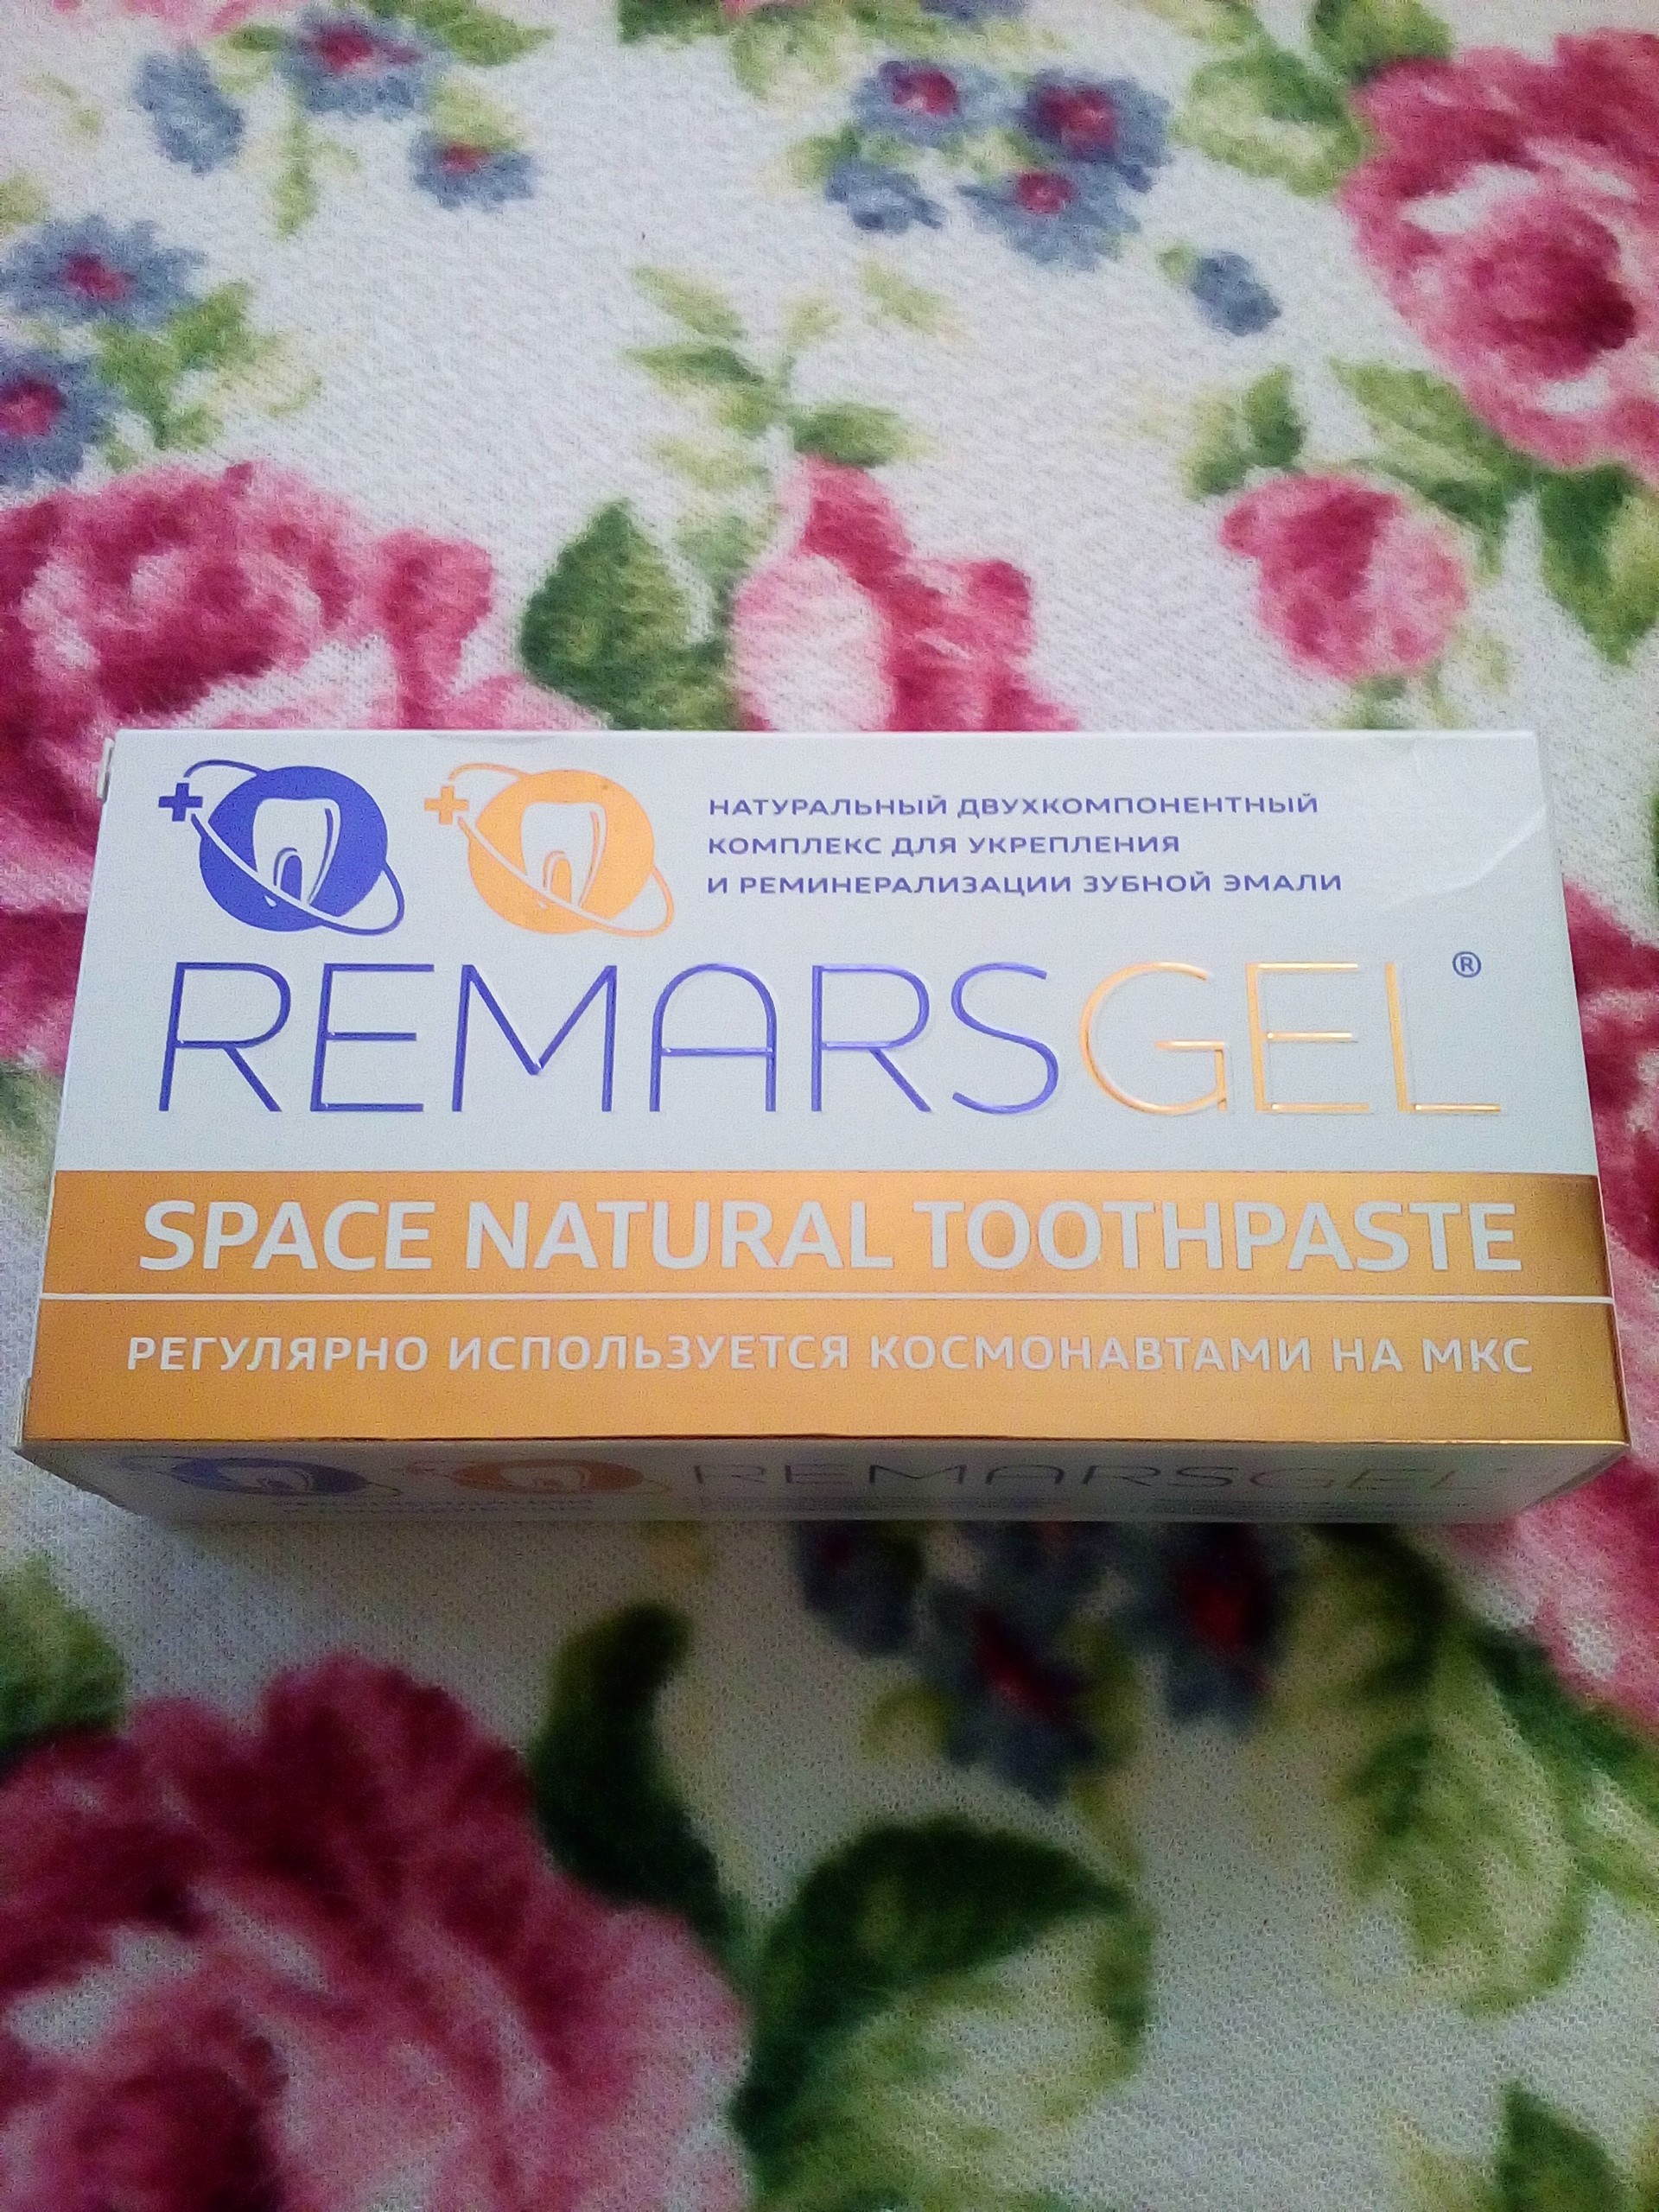 НАТУРАЛЬНЫЙ ДВУХКОМПОНЕНТНЫЙ
КОМПЛЕКС ДЛЯ УКРЕПЛЕНИЯ
И РЕМИНЕРАЛИЗАЦИИ ЗУБНОЙ ЭМАЛИ
REMARSGEL®
SPACE NATURAL TOOTHPASTE
РЕГУЛЯРНО ИСПОЛЬЗУЕТСЯ КОСМОНАВТАМИ НА МКС
REMARSGEL